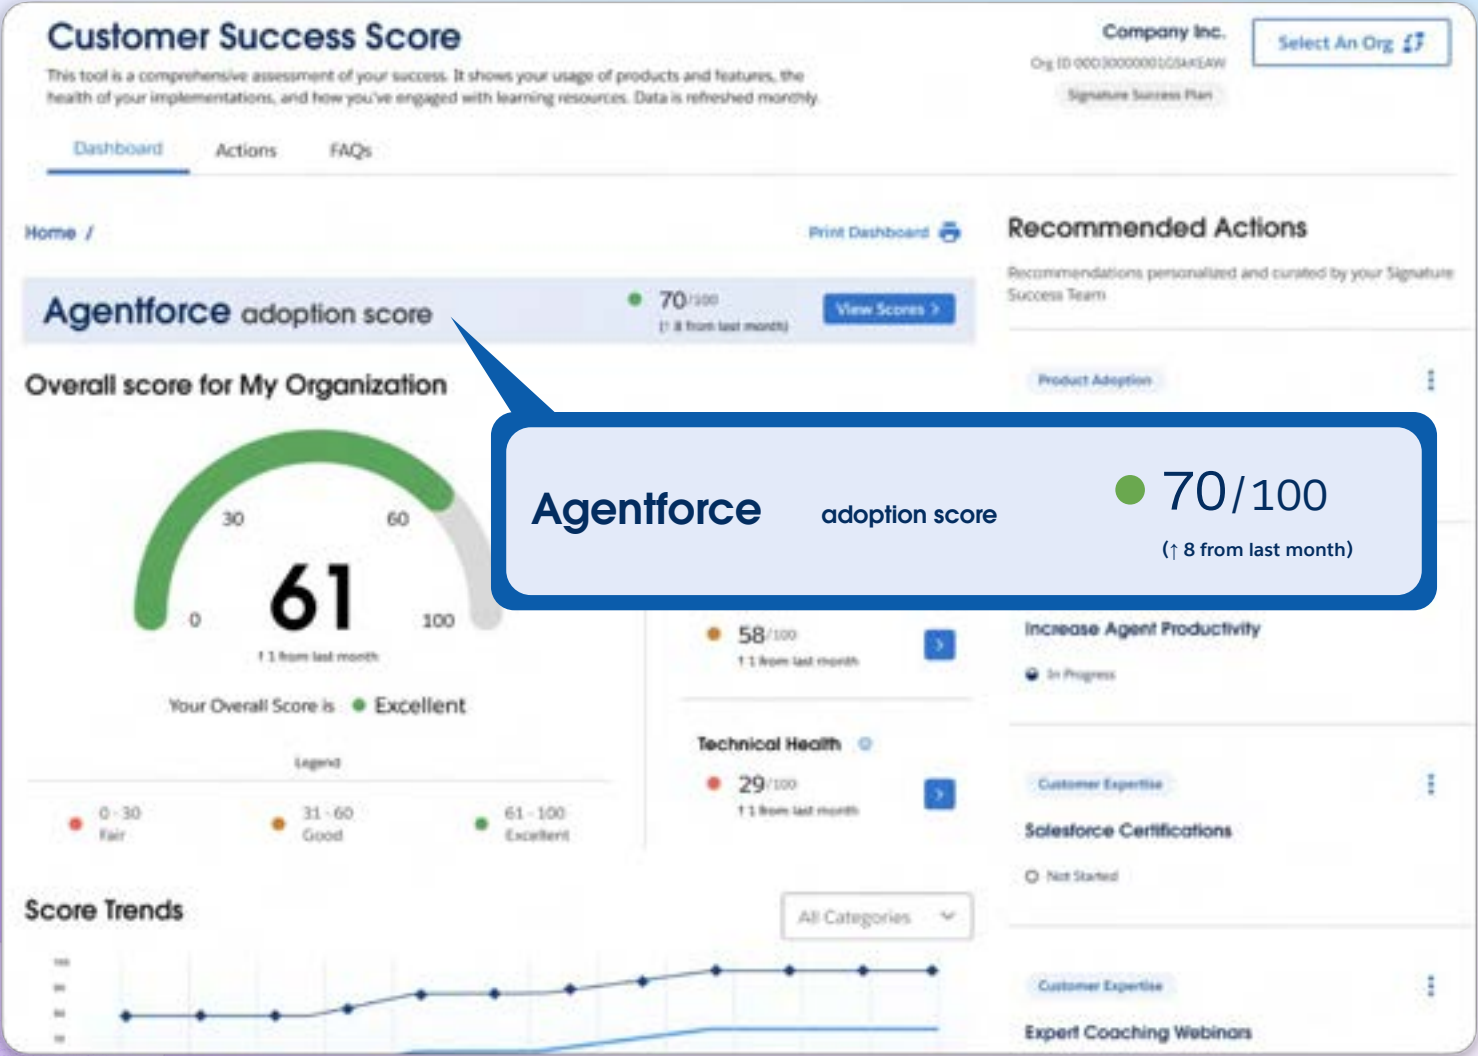 Customer Success Score
This tool is a comprehensive assessment of your success. It shows your usage of products and features, the
health of your implementations, and how you've engaged with learning resources. Data is refreshed monthly.
Company Inc.
Org ID
Signature Success Plan
Select An Org
Dashboard
Actions
FAQs
Home /
Print Dashboard
Agentforce adoption score
70/100
(↑ 8 from last month)
View Scores >
Overall score for My Organization
30
60
0
61
100
↑ 1 from last month
Your Overall Score is Excellent
Legend
0 - 30
Fair
31 - 60
Good
61 - 100
Excellent
Agentforce adoption score
70/100
(↑ 8 from last month)
58/100
↑ 1 from last month
Technical Health
29/100
↑ 1 from last month
Score Trends
All Categories
100
Recommended Actions
Recommendations personalized and curated by your Signature
Success Team
Product Adoption
Increase Agent Productivity
In Progress
Customer Expertise
Salesforce Certifications
Not Started
Customer Expertise
Expert Coaching Webinars